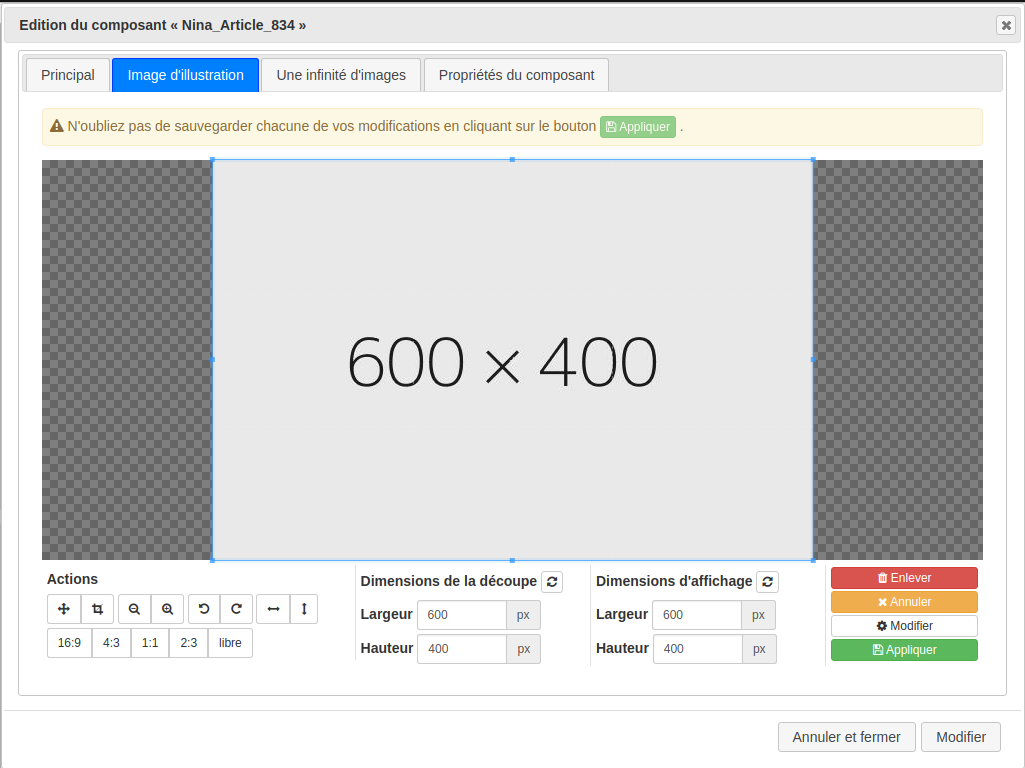 Edition du composant « Nina_Article_834 »
Principal
Image d'illustration
Une infinité d'images
Propriétés du composant
N'oubliez pas de sauvegarder chacune de vos modifications en cliquant sur le bouton Appliquer .
600 × 400
Actions
16:9 4:3 1:1 2:3 libre
Dimensions de la découpe
Largeur 600 px
Hauteur 400 px
Dimensions d'affichage
Largeur 600 px
Hauteur 400 px
Enlever
Annuler
Modifier
Appliquer
Annuler et fermer
Modifier